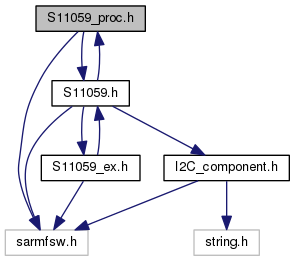 S11059_proc.h
S11059.h
S11059_ex.h
I2C_component.h
sarmfsw.h
string.h